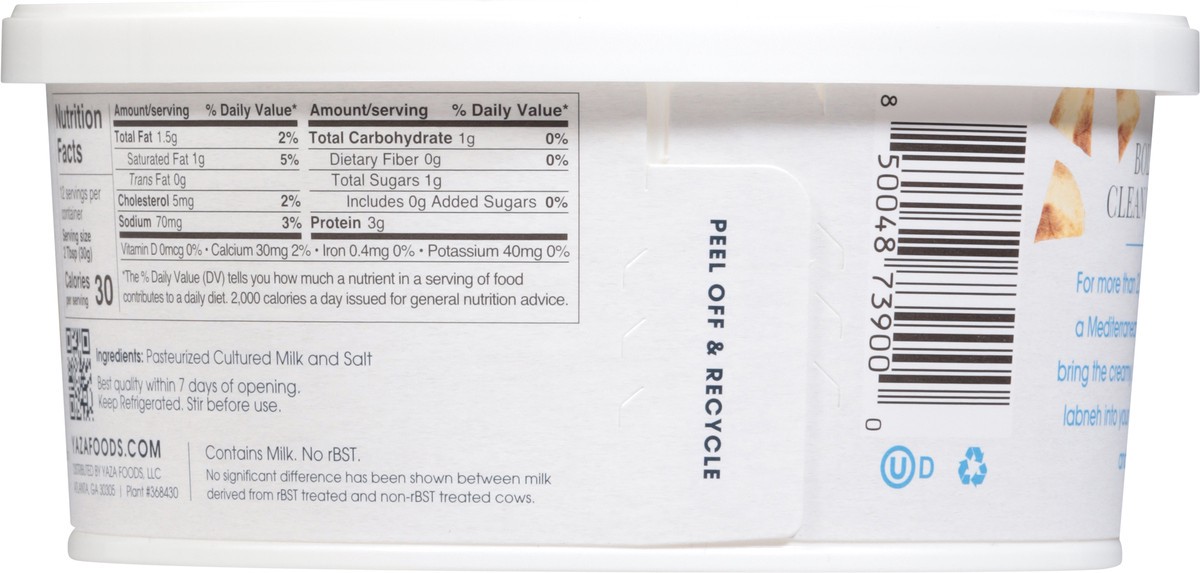 Nutrition
Facts
12 servings per
container
Serving size
2 Tbsp (30g)
Calories
per serving 30
Amount/serving % Daily Value*
Total Fat 1.5g 2%
Saturated Fat 1g 5%
Trans Fat 0g
Cholesterol 5mg 2%
Sodium 70mg 3%
Amount/serving % Daily Value*
Total Carbohydrate 1g 0%
Dietary Fiber 0g 0%
Total Sugars 1g
Includes 0g Added Sugars 0%
Protein 3g
Vitamin D 0mcg 0% • Calcium 30mg 2% • Iron 0.4mg 0% • Potassium 40mg 0%
*The % Daily Value (DV) tells you how much a nutrient in a serving of food
contributes to a daily diet. 2,000 calories a day issued for general nutrition advice.
Ingredients: Pasteurized Cultured Milk and Salt
Best quality within 7 days of opening.
Keep Refrigerated. Stir before use.
YAZAFOODS.COM
DISTRIBUTED BY YAZA FOODS, LLC
ATLANTA, GA 30305 | Plant #368430
Contains Milk. No rBST.
No significant difference has been shown between milk
derived from rBST treated and non-rBST treated cows.
PEEL OFF & RECYCLE
8 50048 73900 0
U D
CLEAN
For more than
a
bring the
labneh into